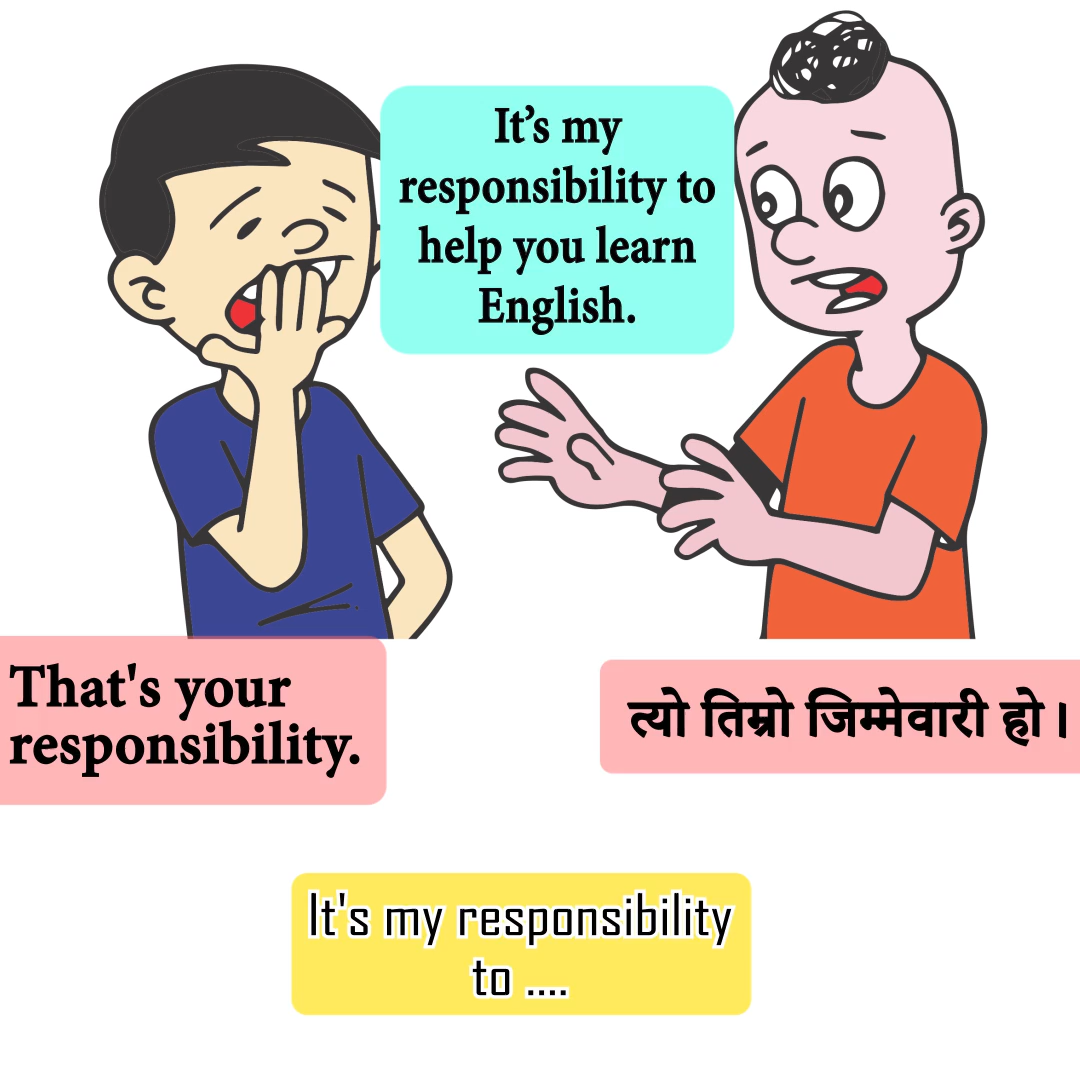 It’s my
responsibility to
help you learn
English.
That's your
responsibility.
त्यो तिम्रो जिम्मेवारी हो।
It's my responsibility
to ....